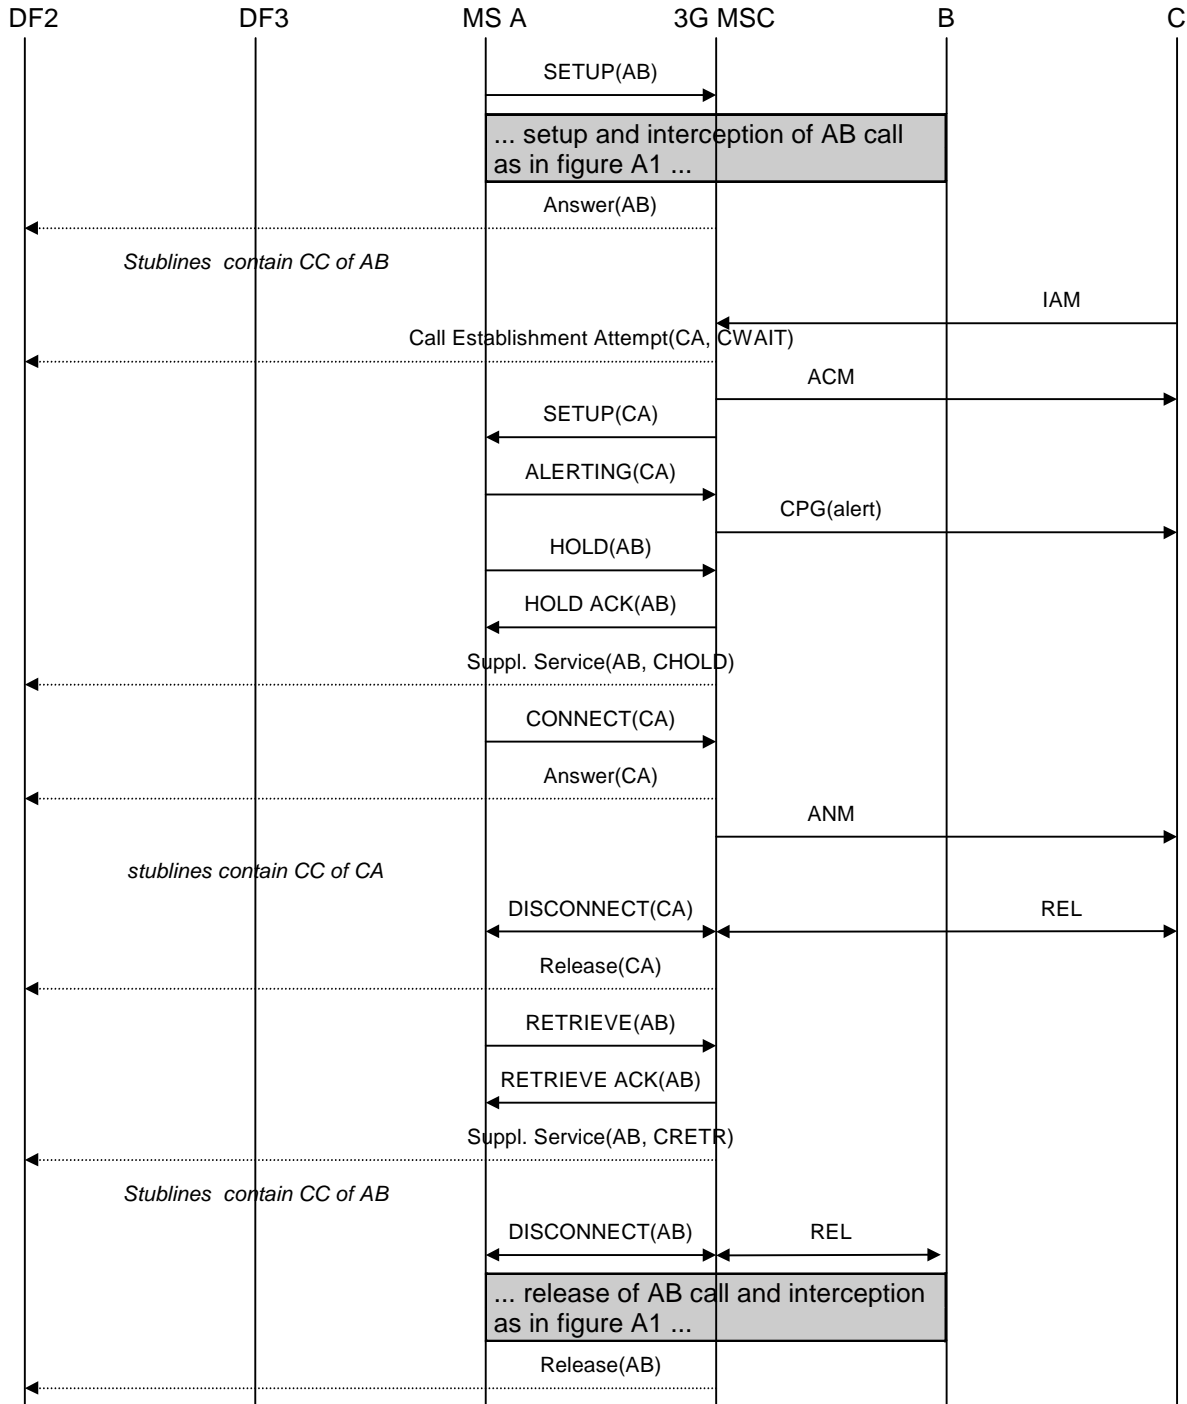 DF2 DF3 MS A 3G MSC B C
SETUP(AB)
... setup and interception of AB call
as in figure A1 ...
Answer(AB)
Stublines contain CC of AB
IAM
Call Establishment Attempt(CA, CWAIT)
ACM
SETUP(CA)
ALERTING(CA)
CPG(alert)
HOLD(AB)
HOLD ACK(AB)
Suppl. Service(AB, CHOLD)
CONNECT(CA)
Answer(CA)
ANM
stublines contain CC of CA
DISCONNECT(CA) REL
Release(CA)
RETRIEVE(AB)
RETRIEVE ACK(AB)
Suppl. Service(AB, CRETR)
Stublines contain CC of AB
DISCONNECT(AB) REL
... release of AB call and interception
as in figure A1 ...
Release(AB)